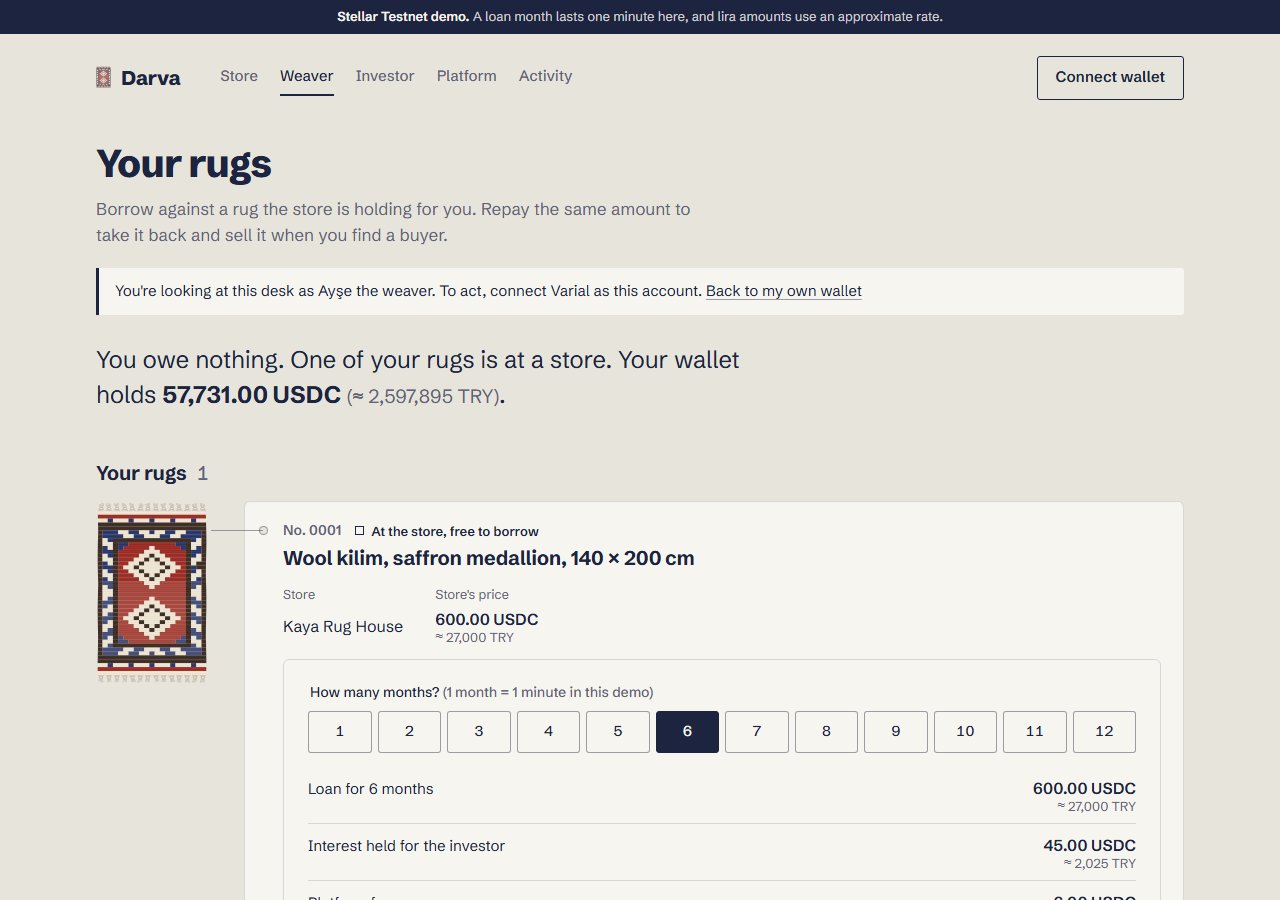 Stellar Testnet demo. A loan month lasts one minute here, and lira amounts use an approximate rate.
Darva Store Weaver Investor Platform Activity Connect wallet
Your rugs
Borrow against a rug the store is holding for you. Repay the same amount to
take it back and sell it when you find a buyer.
You're looking at this desk as Ayşe the weaver. To act, connect Varial as this account. Back to my own wallet
You owe nothing. One of your rugs is at a store. Your wallet
holds 57,731.00 USDC (≈ 2,597,895 TRY).
Your rugs 1
No. 0001 At the store, free to borrow
Wool kilim, saffron medallion, 140 × 200 cm
Store Store's price
Kaya Rug House 600.00 USDC
≈ 27,000 TRY
How many months? (1 month = 1 minute in this demo)
1 2 3 4 5 6 7 8 9 10 11 12
Loan for 6 months 600.00 USDC
≈ 27,000 TRY
Interest held for the investor 45.00 USDC
≈ 2,025 TRY